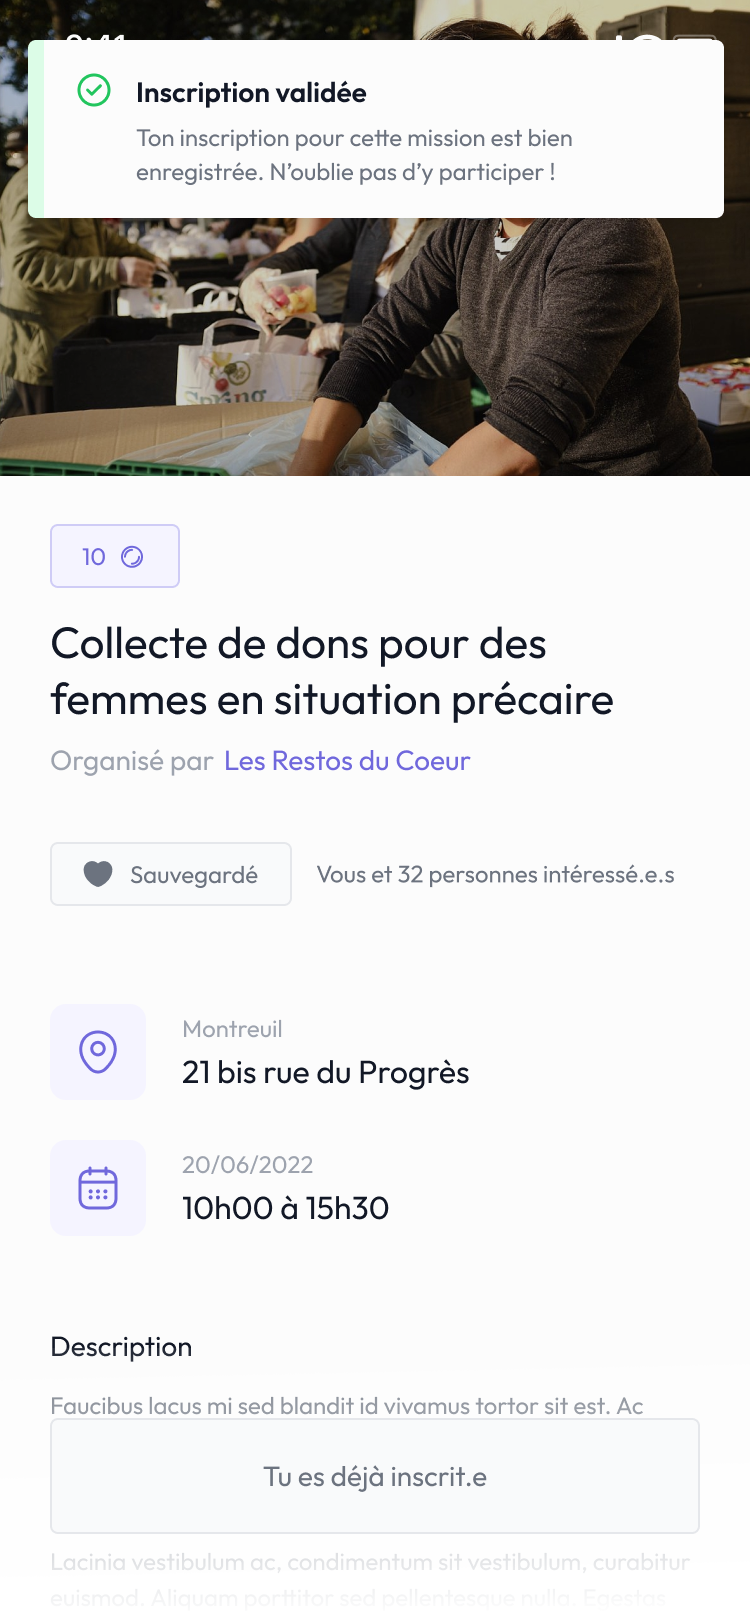 Inscription validée
Ton inscription pour cette mission est bien
enregistrée. N’oublie pas d’y participer !
Spring
10
Collecte de dons pour des
femmes en situation précaire
Organisé par Les Restos du Coeur
Sauvegardé
Vous et 32 personnes intéressé.e.s
Montreuil
21 bis rue du Progrès
20/06/2022
10h00 à 15h30
Description
Faucibus lacus mi sed blandit id vivamus tortor sit est. Ac
Tu es déjà inscrit.e
Lacinia vestibulum ac, condimentum sit vestibulum, curabitur
euismod. Aliquam porttitor sed pellentesque nulla. Egestas